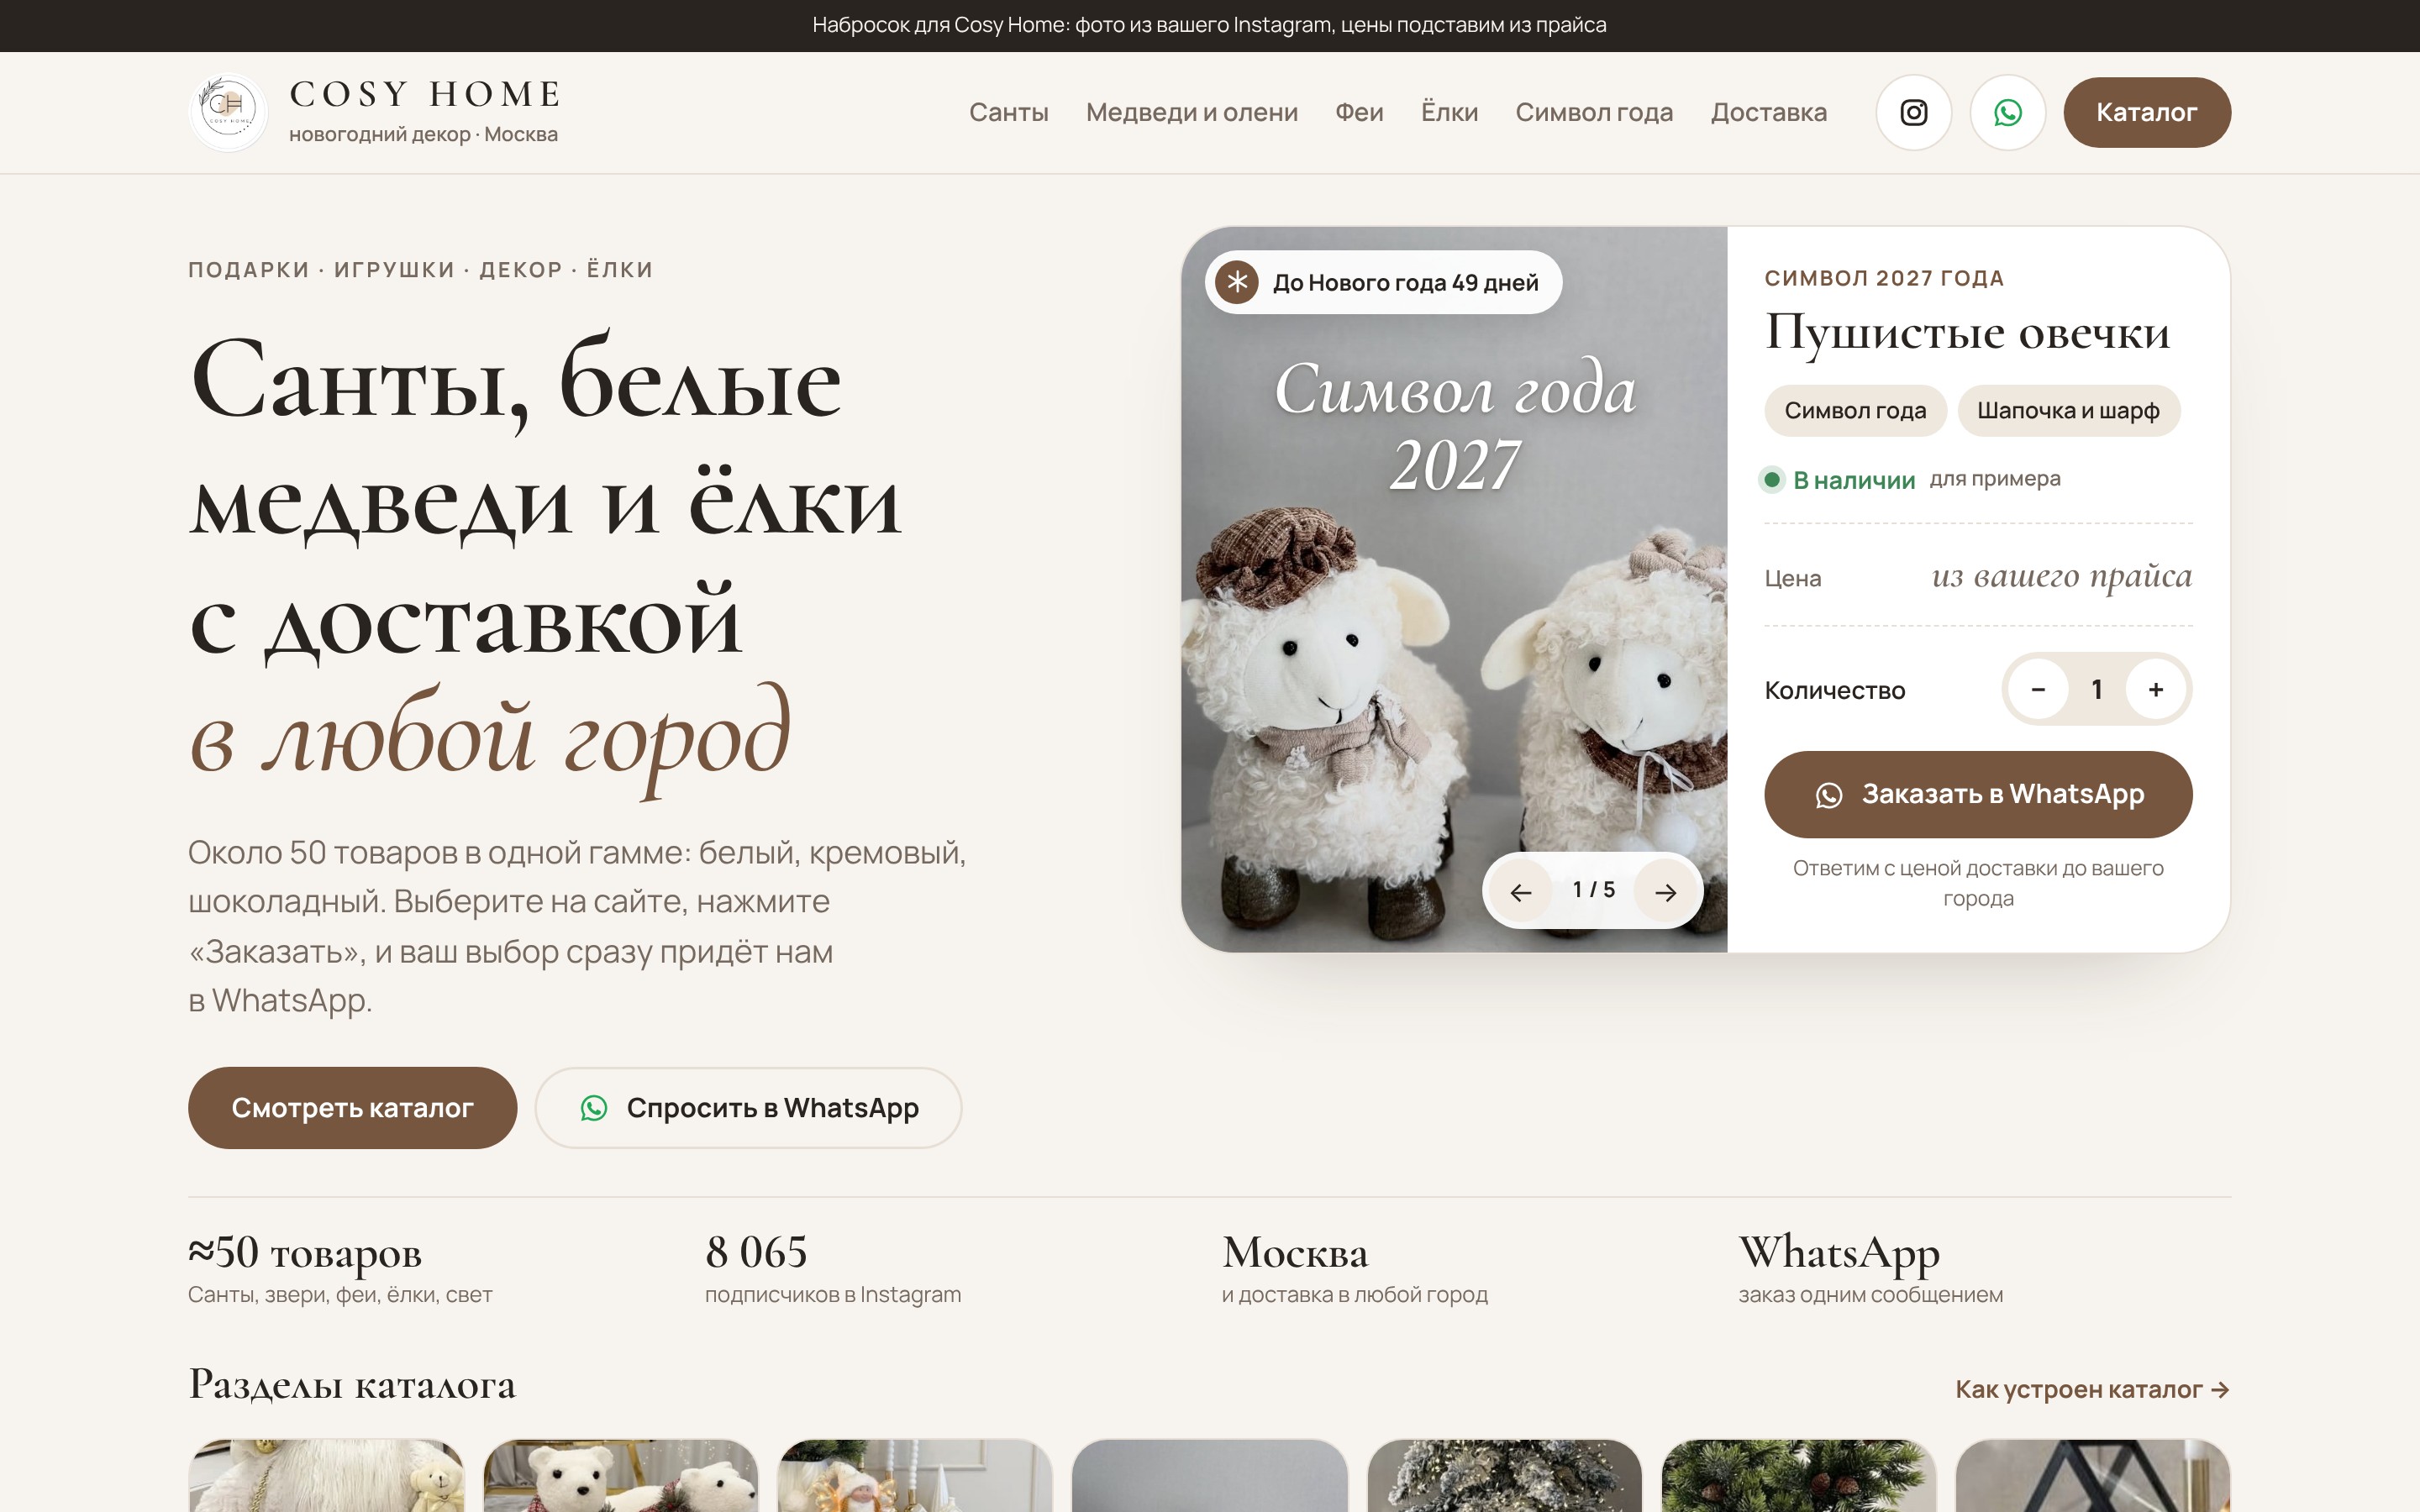 Набросок для Cosy Home: фото из вашего Instagram, цены подставим из прайса
CH
COSY HOME
COSY HOME
новогодний декор · Москва
Санты
Медведи и олени
Феи
Ёлки
Символ года
Доставка
Каталог
ПОДАРКИ · ИГРУШКИ · ДЕКОР · ЁЛКИ
Санты, белые
медведи и ёлки
с доставкой
в любой город
Около 50 товаров в одной гамме: белый, кремовый,
шоколадный. Выберите на сайте, нажмите
«Заказать», и ваш выбор сразу придёт нам
в WhatsApp.
Смотреть каталог
Спросить в WhatsApp
До Нового года 49 дней
Символ года
2027
1 / 5
СИМВОЛ 2027 ГОДА
Пушистые овечки
Символ года
Шапочка и шарф
В наличии для примера
Цена из вашего прайса
Количество − 1 +
Заказать в WhatsApp
Ответим с ценой доставки до вашего
города
≈50 товаров
Санты, звери, феи, ёлки, свет
8 065
подписчиков в Instagram
Москва
и доставка в любой город
WhatsApp
заказ одним сообщением
Разделы каталога
Как устроен каталог →